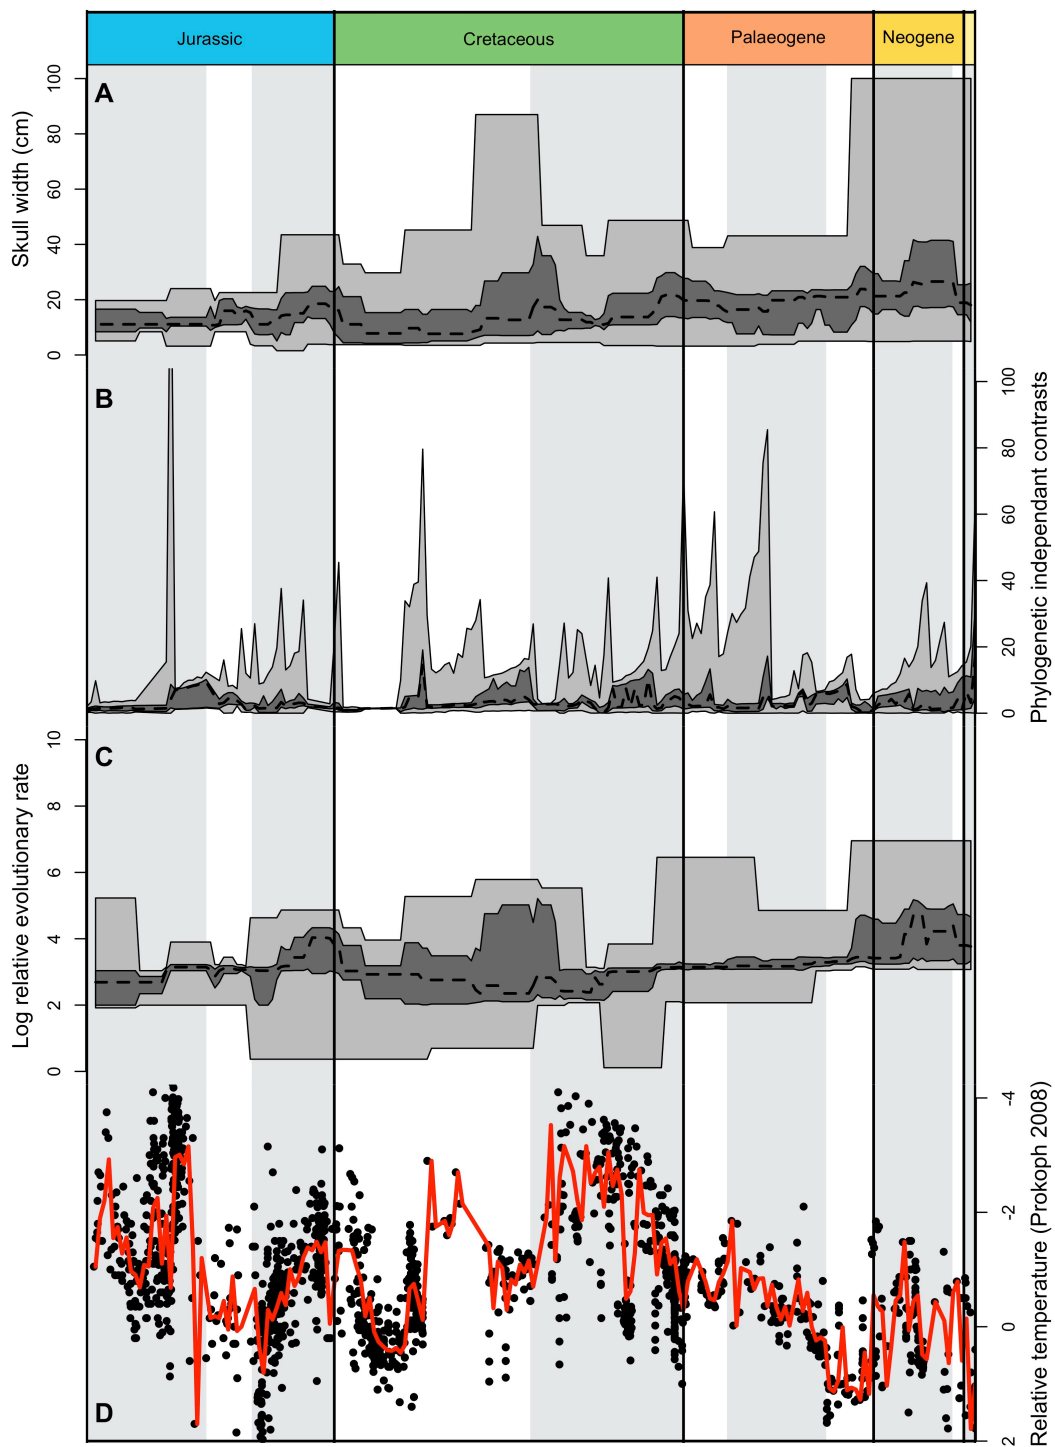 Jurassic
Cretaceous
Palaeogene
Neogene
A
Skull width (cm)
100
80
60
40
20
0
B
Phylogenetic independant contrasts
100
80
60
40
20
0
C
Log relative evolutionary rate
10
8
6
4
2
0
D
Relative temperature (Prokoph 2008)
-4
-2
0
2